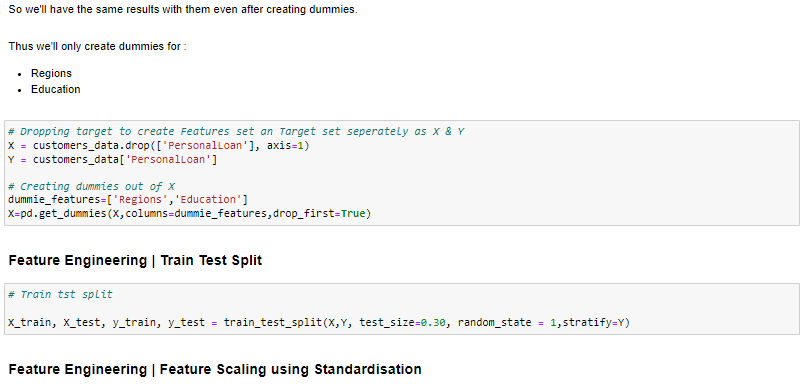 So we'll have the same results with them even after creating dummies.
Thus we'll only create dummies for :
• Regions
• Education
# Dropping target to create Features set an Target set seperately as X & Y
X = customers_data.drop(['PersonalLoan'], axis=1)
Y = customers_data['PersonalLoan']
# Creating dummies out of X
dummie_features=['Regions','Education']
X=pd.get_dummies(X,columns=dummie_features,drop_first=True)
Feature Engineering | Train Test Split
# Train tst split
X_train, X_test, y_train, y_test = train_test_split(X,Y, test_size=0.30, random_state = 1,stratify=Y)
Feature Engineering | Feature Scaling using Standardisation